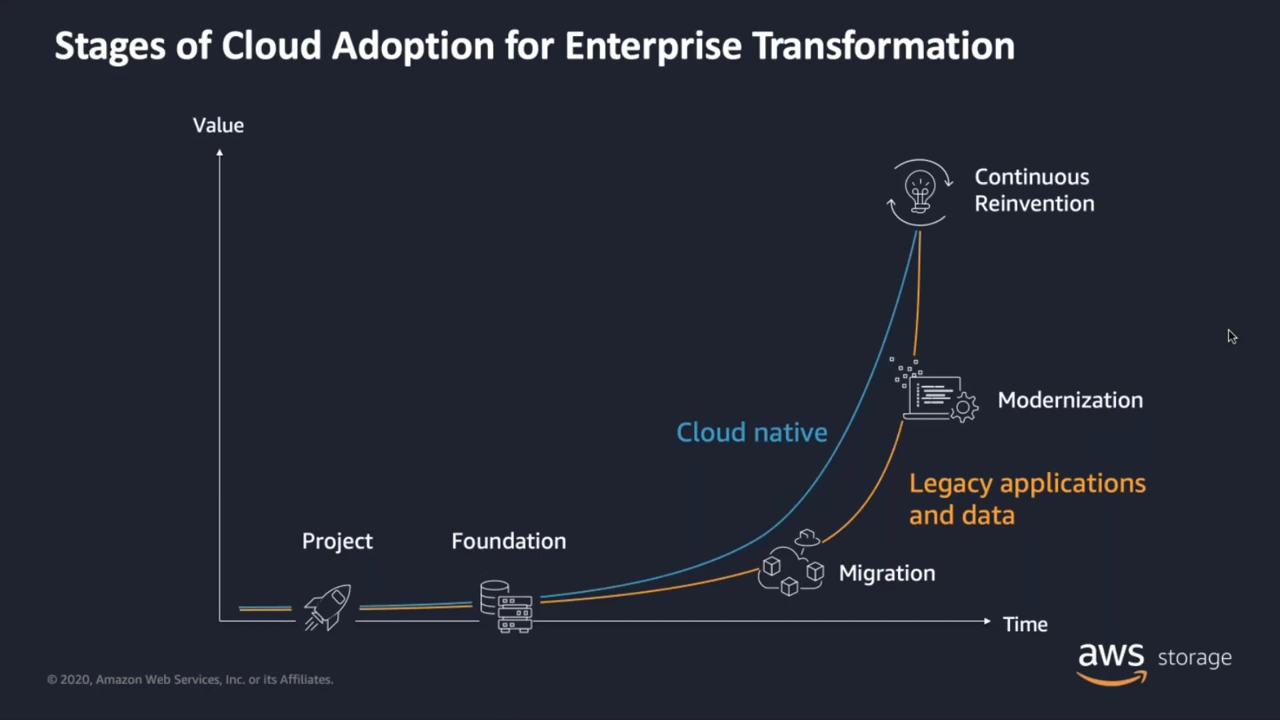 Stages of Cloud Adoption for Enterprise Transformation
Value
Continuous
Reinvention
Modernization
Cloud native
Legacy applications
and data
Project
Foundation
Migration
Time
aws storage
© 2020, Amazon Web Services, Inc. or its Affiliates.